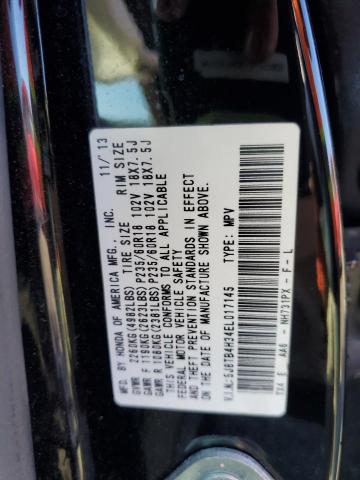 MFD. BY HONDA OF AMERICA MFG., INC. 11/13
GVWR 2260KG(4982LBS) TIRE SIZE RIM SIZE
GAWR F 1190KG(2623LBS) P235/60R18 102V 18X7.5J
GAWR R 1080KG(2381LBS) P235/60R18 102V 18X7.5J
THIS VEHICLE CONFORMS TO ALL APPLICABLE
FEDERAL MOTOR VEHICLE SAFETY
AND THEFT PREVENTION STANDARDS IN EFFECT
ON THE DATE OF MANUFACTURE SHOWN ABOVE.
V.I.N.:5J8TB4H34EL017145 TYPE: MPV
TX4 E AA6 - NH731PX - F - L